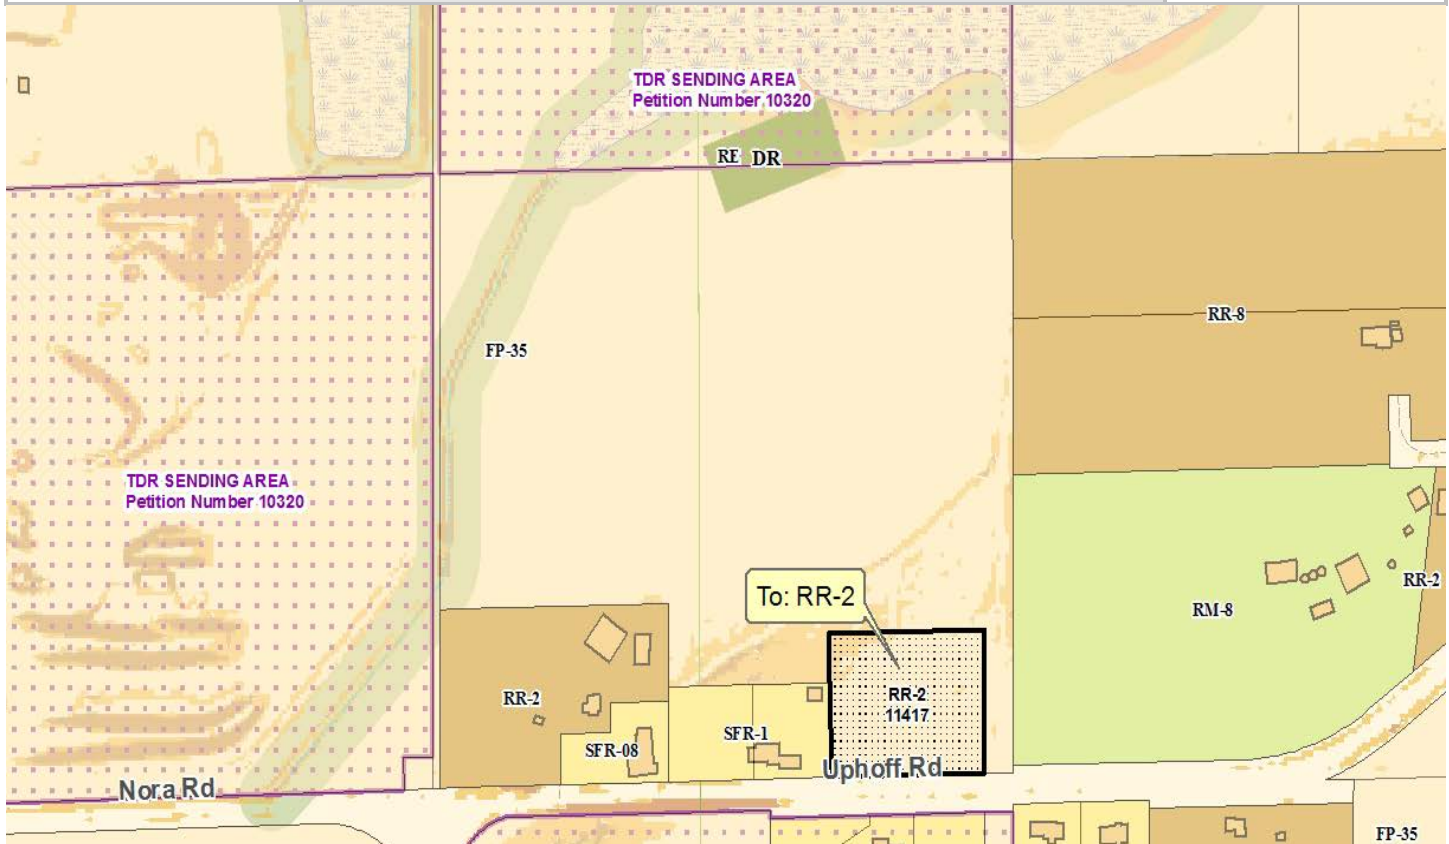 TDR SENDING AREA
Petition Number 10320
RE DR
RR-8
FP-35
TDR SENDING AREA
Petition Number 10320
To: RR-2
RR-2
RM-8
RR-2
RR-2
11417
SFR-1
SFR-08
Uphoff Rd
Nora Rd
FP-35